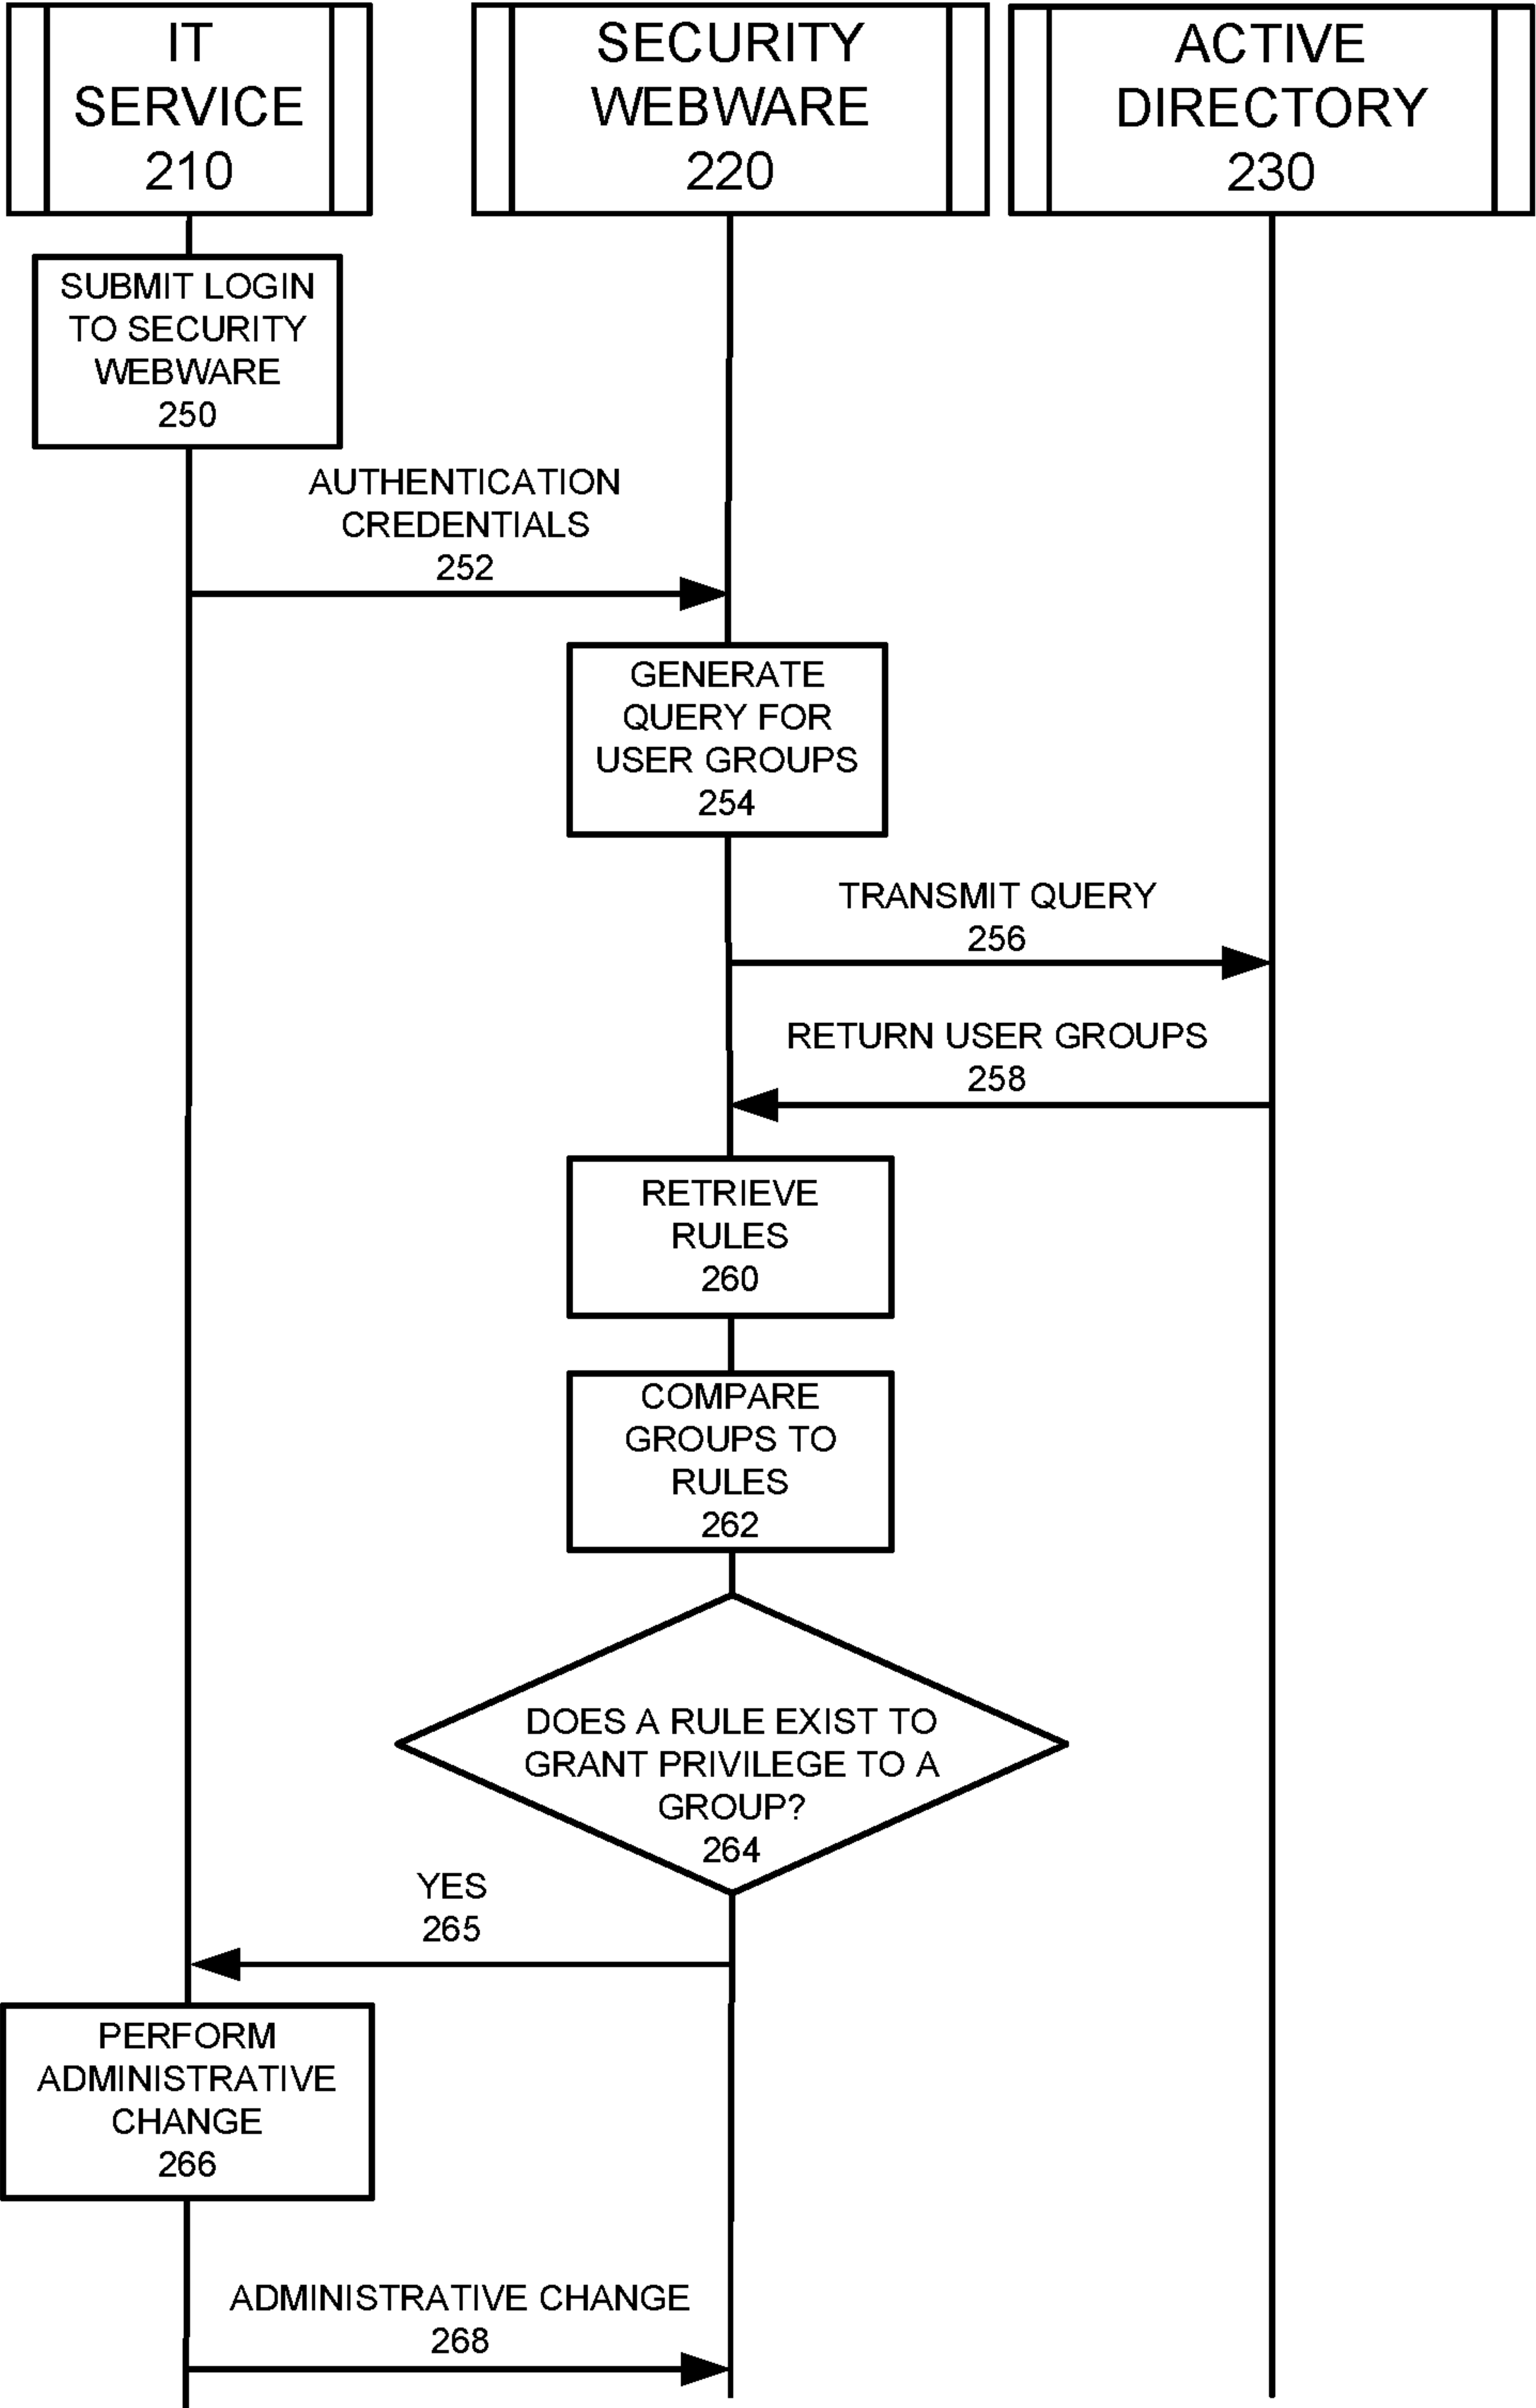 IT
SERVICE
210
SECURITY
WEBWARE
220
ACTIVE
DIRECTORY
230
SUBMIT LOGIN
TO SECURITY
WEBWARE
250
AUTHENTICATION
CREDENTIALS
252
GENERATE
QUERY FOR
USER GROUPS
254
TRANSMIT QUERY
256
RETURN USER GROUPS
258
RETRIEVE
RULES
260
COMPARE
GROUPS TO
RULES
262
DOES A RULE EXIST TO
GRANT PRIVILEGE TO A
GROUP?
264
YES
265
PERFORM
ADMINISTRATIVE
CHANGE
266
ADMINISTRATIVE CHANGE
268